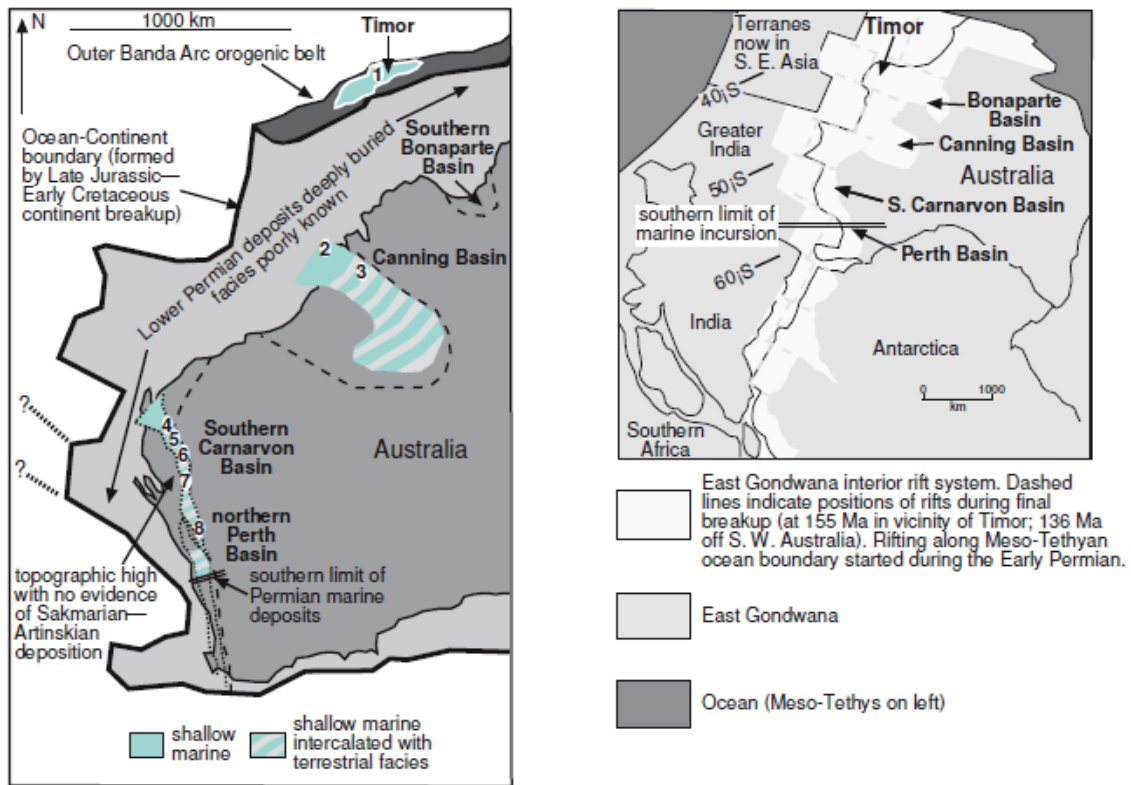 N
1000 km
Timor
Outer Banda Arc orogenic belt
1
Ocean-Continent
boundary (formed
by Late Jurassic—
Early Cretaceous
continent breakup)
Southern
Bonaparte
Basin
Lower Permian deposits deeply buried
facies poorly known
2
3
Canning Basin
?
?
4
5
6
7
8
Southern
Carnarvon
Basin
Australia
northern
Perth
Basin
topographic high
with no evidence
of Sakmarian—
Artinskian
deposition
southern limit of
Permian marine
deposits
shallow
marine
shallow marine
intercalated with
terrestrial facies
Terranes
now in
S. E. Asia
Timor
40¡S
Bonaparte
Basin
Greater
India
Canning Basin
50¡S
Australia
S. Carnarvon Basin
southern limit of
marine incursion
Perth Basin
60¡S
India
Antarctica
0 1000
km
Southern
Africa
East Gondwana interior rift system. Dashed
lines indicate positions of rifts during final
breakup (at 155 Ma in vicinity of Timor; 136 Ma
off S. W. Australia). Rifting along Meso-Tethyan
ocean boundary started during the Early Permian.
East Gondwana
Ocean (Meso-Tethys on left)